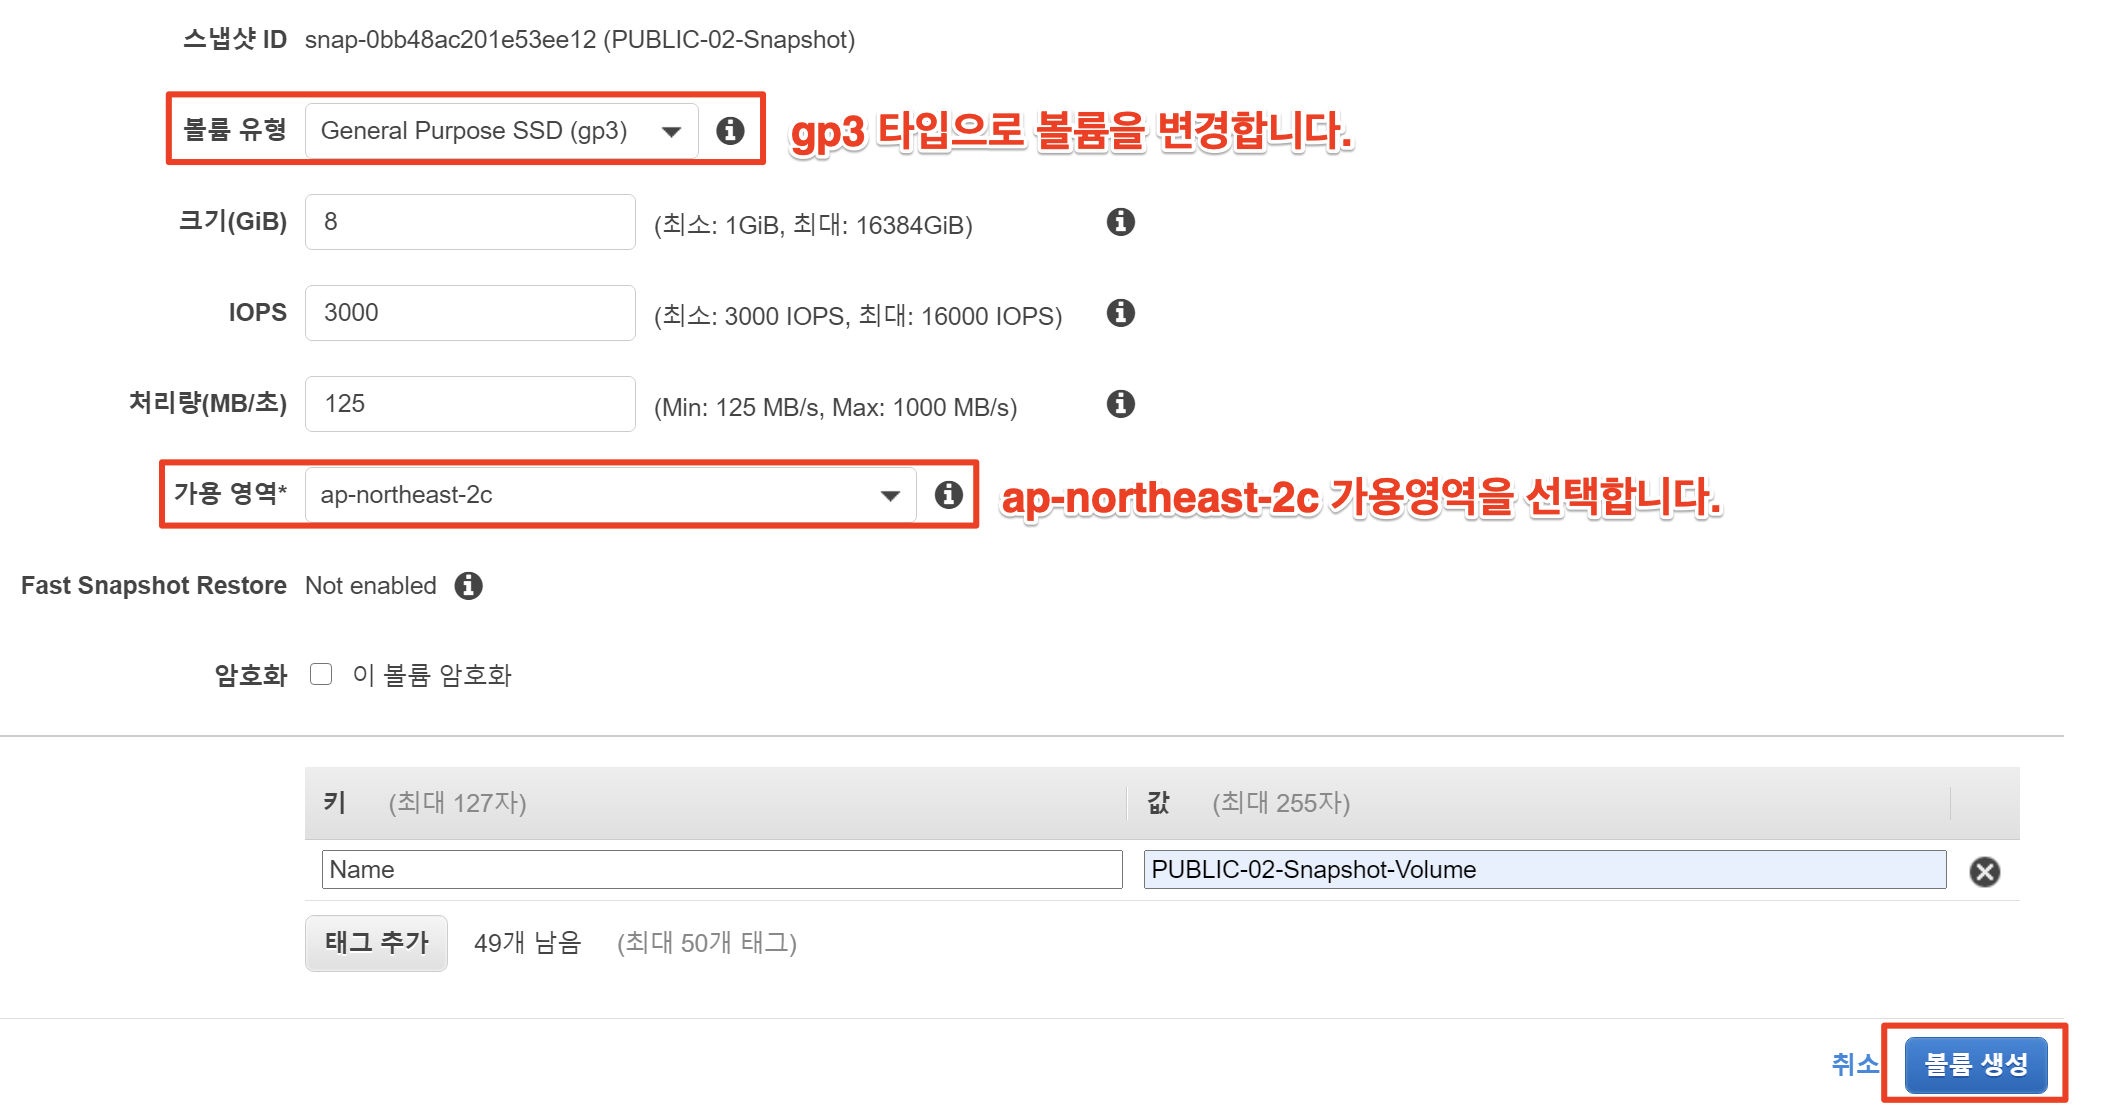 스냅샷 ID snap-0bb48ac201e53ee12 (PUBLIC-02-Snapshot)
볼륨 유형 General Purpose SSD (gp3) gp3 타입으로 볼륨을 변경합니다.
크기(GiB) 8 (최소: 1GiB, 최대: 16384GiB)
IOPS 3000 (최소: 3000 IOPS, 최대: 16000 IOPS)
처리량(MB/초) 125 (Min: 125 MB/s, Max: 1000 MB/s)
가용 영역* ap-northeast-2c ap-northeast-2c 가용영역을 선택합니다.
Fast Snapshot Restore Not enabled
암호화 이 볼륨 암호화
키 (최대 127자) 값 (최대 255자)
Name PUBLIC-02-Snapshot-Volume
태그 추가 49개 남음 (최대 50개 태그)
취소 볼륨 생성